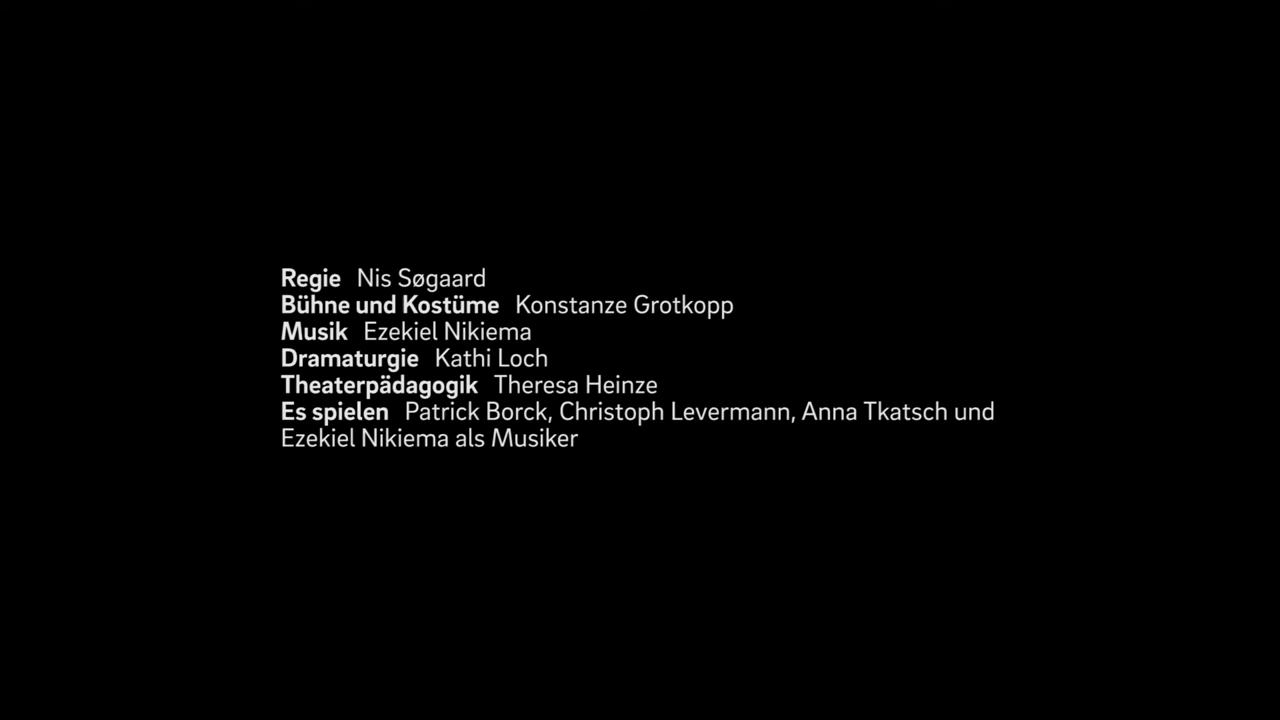 Regie Nis Søgaard
Bühne und Kostüme Konstanze Grotkopp
Musik Ezekiel Nikiema
Dramaturgie Kathi Loch
Theaterpädagogik Theresa Heinze
Es spielen Patrick Borck, Christoph Levermann, Anna Tkatsch und
Ezekiel Nikiema als Musiker